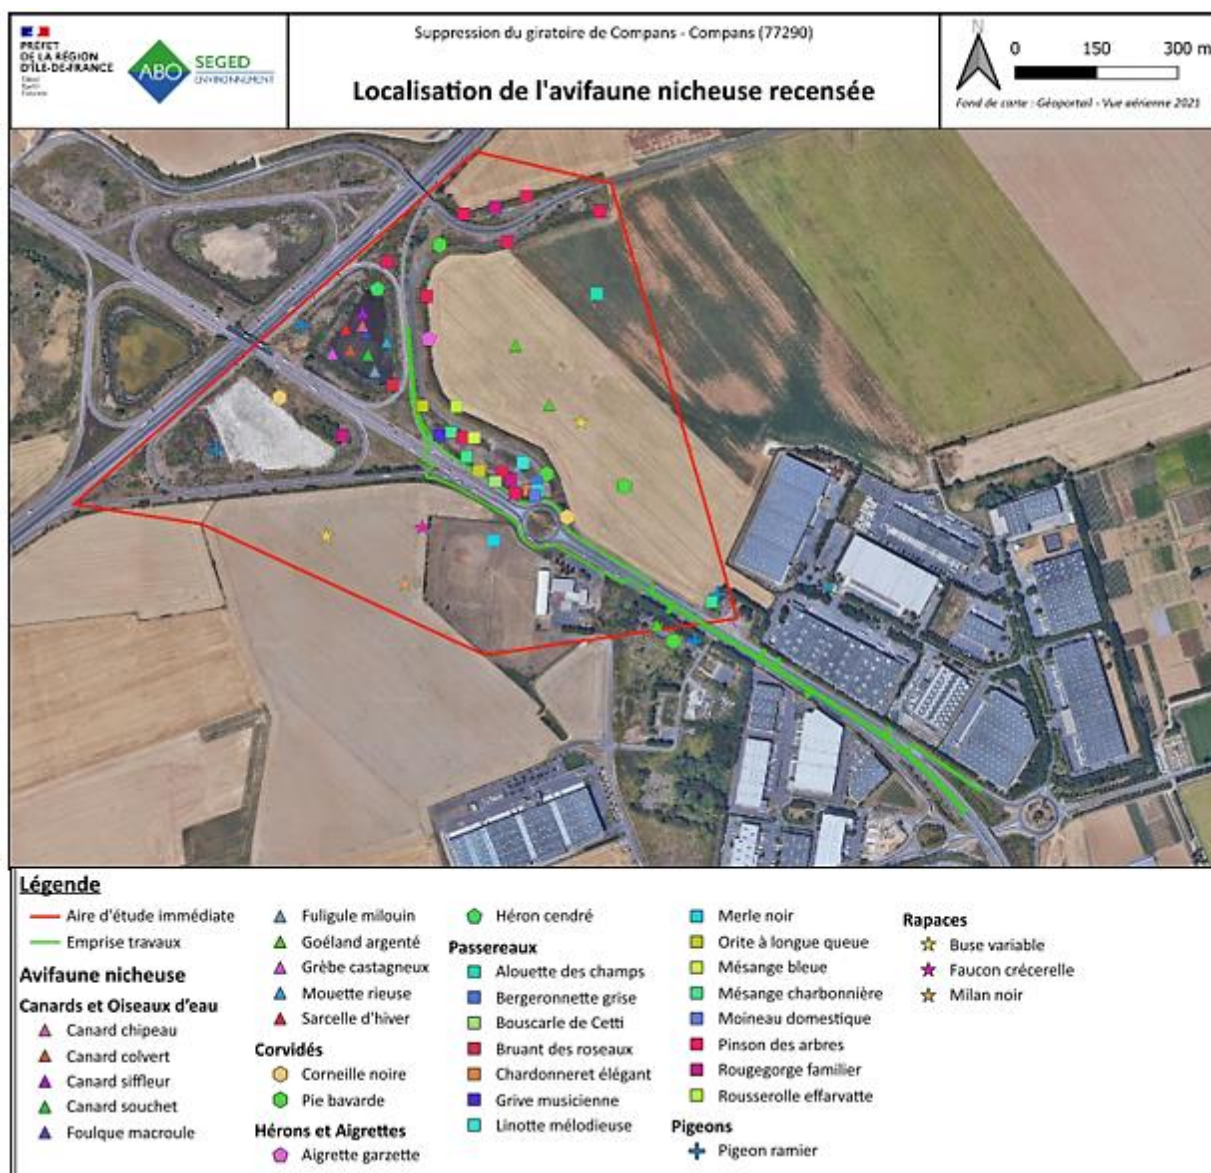 PRÉFET
DE LA RÉGION
D'ÎLE-DE-FRANCE
ABO
SEGED
ENVIRONNEMENT
Suppression du giratoire de Compans - Compans (77290)
Localisation de l'avifaune nicheuse recensée
N
0 150 300 m
Fond de carte : Géoportail - Vue aérienne 2021
Légende
Aire d'étude immédiate
Emprise travaux
Avifaune nicheuse
Canards et Oiseaux d'eau
Canard chipeau
Canard colvert
Canard siffleur
Canard souchet
Foulque macroule
Fuligule milouin
Goéland argenté
Grèbe castagneux
Mouette rieuse
Sarcelle d'hiver
Corvidés
Corneille noire
Pie bavarde
Hérons et Aigrettes
Aigrette garzette
Héron cendré
Passereaux
Alouette des champs
Bergeronnette grise
Bouscarle de Cetti
Bruant des roseaux
Chardonneret élégant
Grive musicienne
Linotte mélodieuse
Merle noir
Orite à longue queue
Mésange bleue
Mésange charbonnière
Moineau domestique
Pinson des arbres
Rougegorge familier
Rousserolle effarvatte
Pigeons
Pigeon ramier
Rapaces
Buse variable
Faucon crécerelle
Milan noir